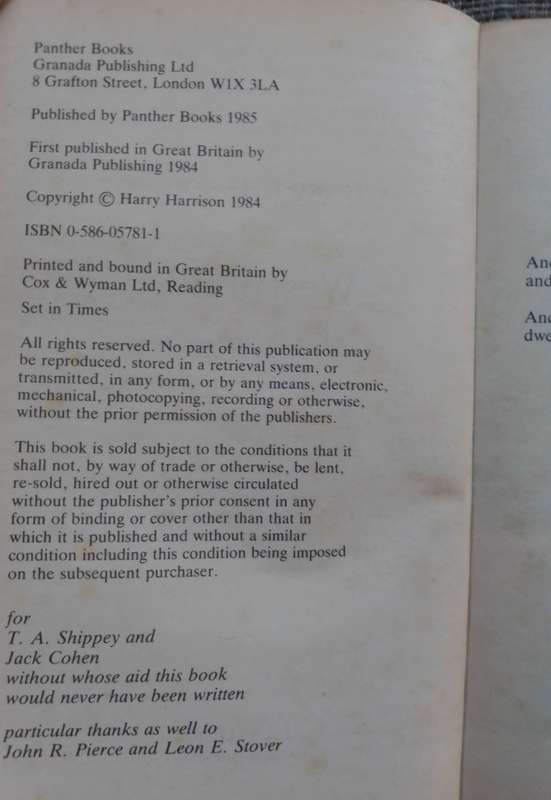 Panther Books
Granada Publishing Ltd
8 Grafton Street, London W1X 3LA
Published by Panther Books 1985
First published in Great Britain by
Granada Publishing 1984
Copyright © Harry Harrison 1984
ISBN 0-586-05781-1
Printed and bound in Great Britain by
Cox & Wyman Ltd, Reading
Set in Times
All rights reserved. No part of this publication may
be reproduced, stored in a retrieval system, or
transmitted, in any form, or by any means, electronic,
mechanical, photocopying, recording or otherwise,
without the prior permission of the publishers.
This book is sold subject to the conditions that it
shall not, by way of trade or otherwise, be lent,
re-sold, hired out or otherwise circulated
without the publisher's prior consent in any
form of binding or cover other than that in
which it is published and without a similar
condition including this condition being imposed
on the subsequent purchaser.
for
T. A. Shippey and
Jack Cohen
without whose aid this book
would never have been written
particular thanks as well to
John R. Pierce and Leon E. Stover
and